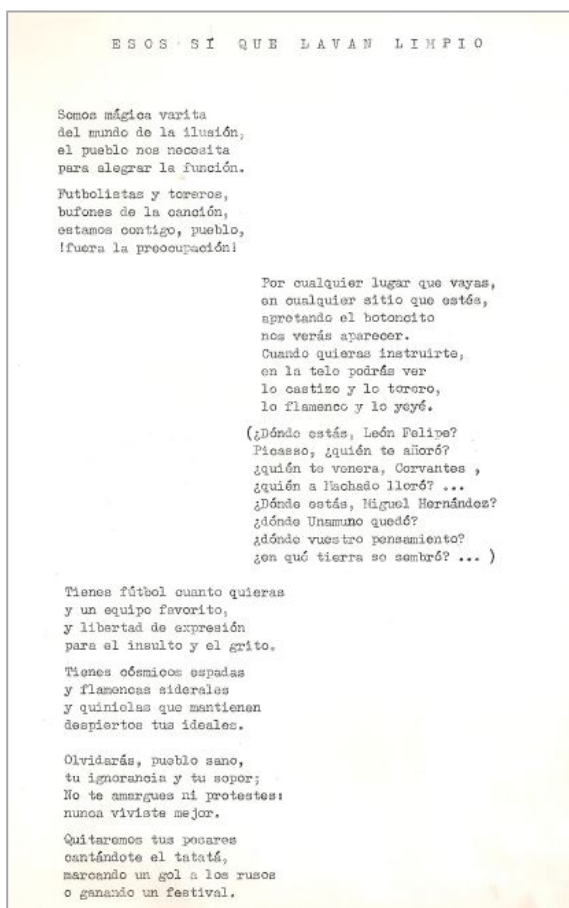 ESOS SÍ QUE LAVAN LIMPIO
Somos mágica varita
del mundo de la ilusión,
el pueblo nos necesita
para alegrar la función.
Futbolistas y toreros,
bufones de la canción,
estamos contigo, pueblo,
!fuera la preocupación!
Por cualquier lugar que vayas,
en cualquier sitio que estés,
apretando el botoncito
nos verás aparecer.
Cuando quieras instruirte,
en la tele podrás ver
lo castizo y lo torero,
lo flamenco y lo yeyé.
(¿Dónde estás, León Felipe?
Picasso, ¿quién te añoró?
¿quién te venera, Cervantes ,
¿quién a Machado lloró? ...
¿Dónde estás, Miguel Hernández?
¿dónde Unamuno quedó?
¿dónde vuestro pensamiento?
¿en qué tierra se sembró? ... )
Tienes fútbol cuanto quieras
y un equipo favorito,
y libertad de expresión
para el insulto y el grito.
Tienes cósmicos espadas
y flamencas siderales
y quinielas que mantienen
despiertos tus ideales.
Olvidarás, pueblo sano,
tu ignorancia y tu sopor;
No te amargues ni protestes:
nunca viviste mejor.
Quitaremos tus pesares
cantándote el tatatá,
marcando un gol a los rusos
o ganando un festival.